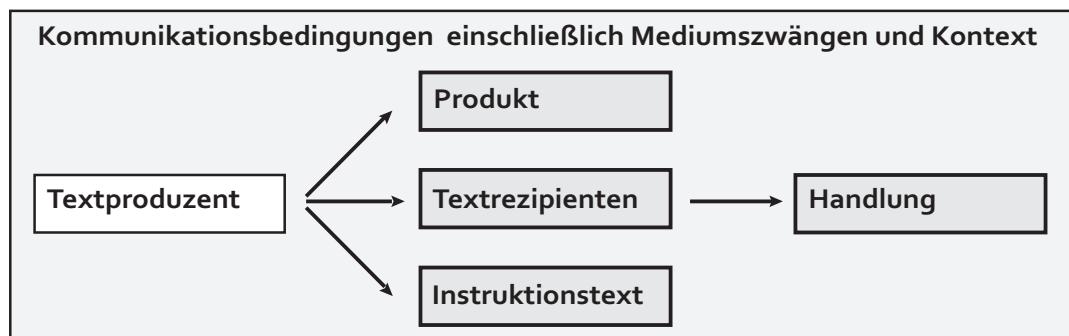 Kommunikationsbedingungen einschließlich Mediumszwängen und Kontext
Produkt
Textproduzent
Textrezipienten
Handlung
Instruktionstext